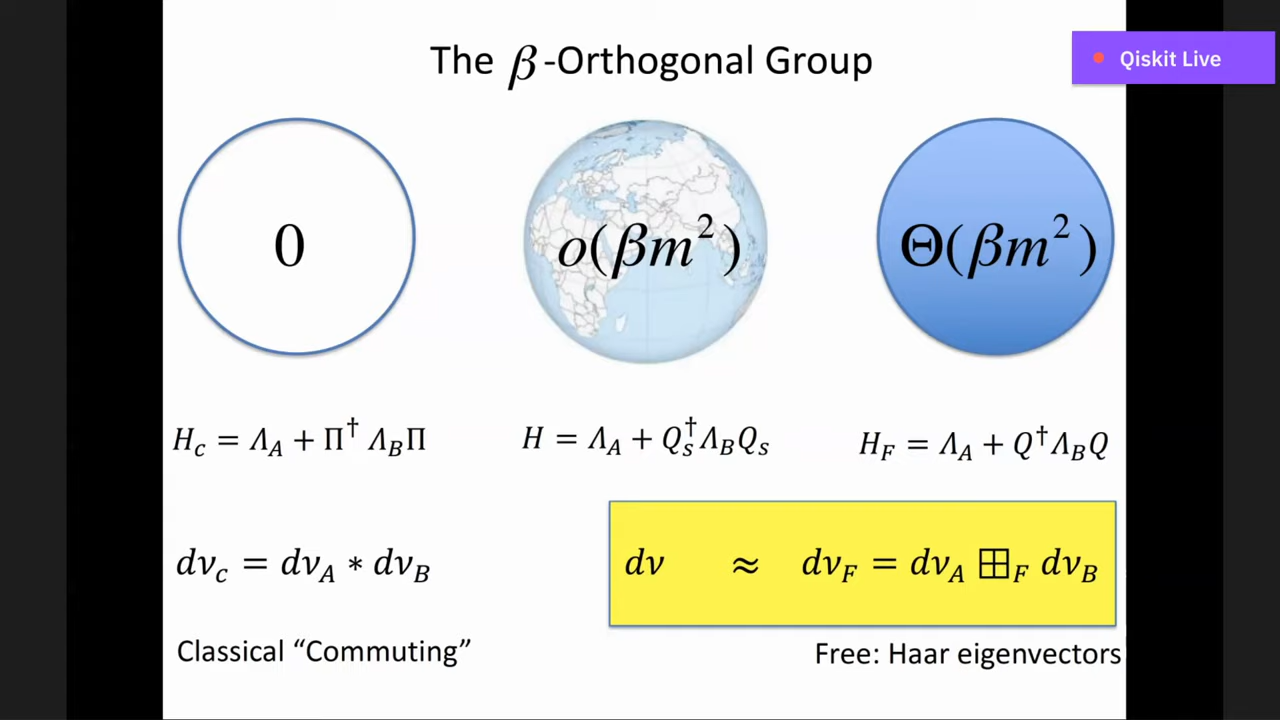 The β-Orthogonal Group
Qiskit Live
0
o(βm²)
Θ(βm²)
H_c = Λ_A + Π† Λ_B Π
H = Λ_A + Q_s† Λ_B Q_s
H_F = Λ_A + Q† Λ_B Q
dν_c = dν_A * dν_B
dν ≈ dν_F = dν_A ⊞_F dν_B
Classical “Commuting”
Free: Haar eigenvectors